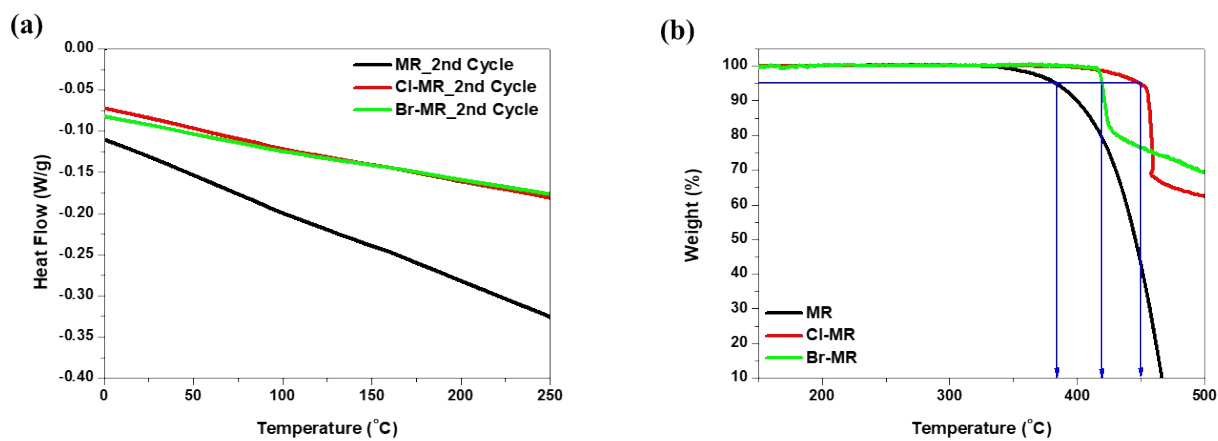 (a)
0.00
-0.05
-0.10
-0.15
-0.20
-0.25
-0.30
-0.35
-0.40
Heat Flow (W/g)
MR_2nd Cycle
Cl-MR_2nd Cycle
Br-MR_2nd Cycle
0 50 100 150 200 250
Temperature (°C)
(b)
100
90
80
70
60
50
40
30
20
10
Weight (%)
MR
Cl-MR
Br-MR
200 300 400 500
Temperature (°C)